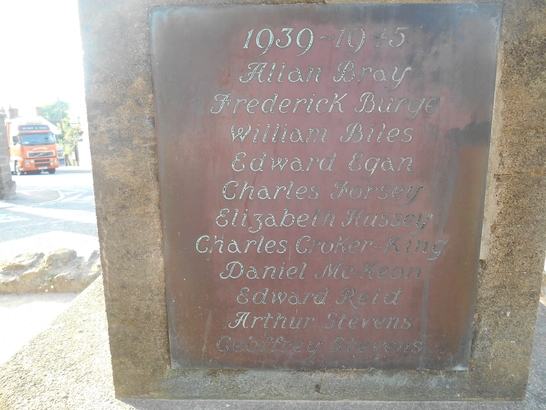 1939-1945
Allan Bray
Frederick Burge
William Biles
Edward Egan
Charles Forsey
Elizabeth Hussey
Charles Croker-King
Daniel McKeon
Edward Reid
Arthur Stevens
Geoffrey Stevens